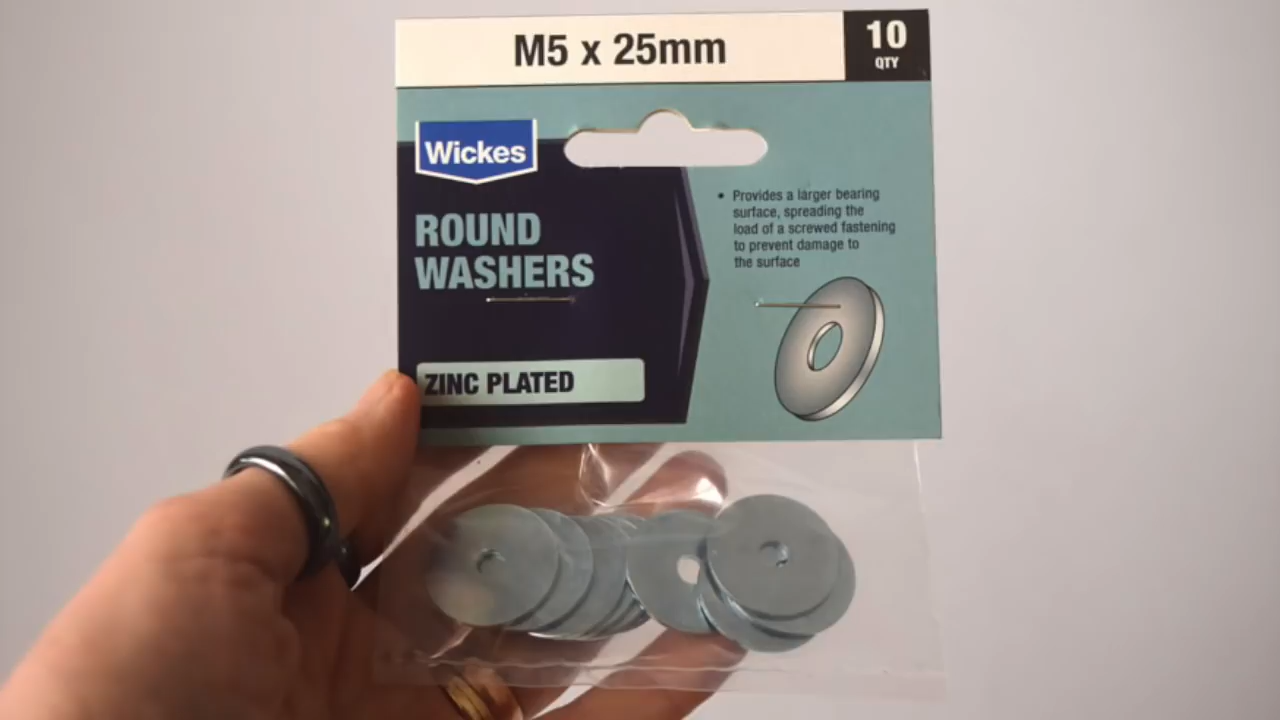 M5 x 25mm
10
QTY
Wickes
ROUND
WASHERS
ZINC PLATED
• Provides a larger bearing
surface, spreading the
load of a screwed fastening
to prevent damage to
the surface